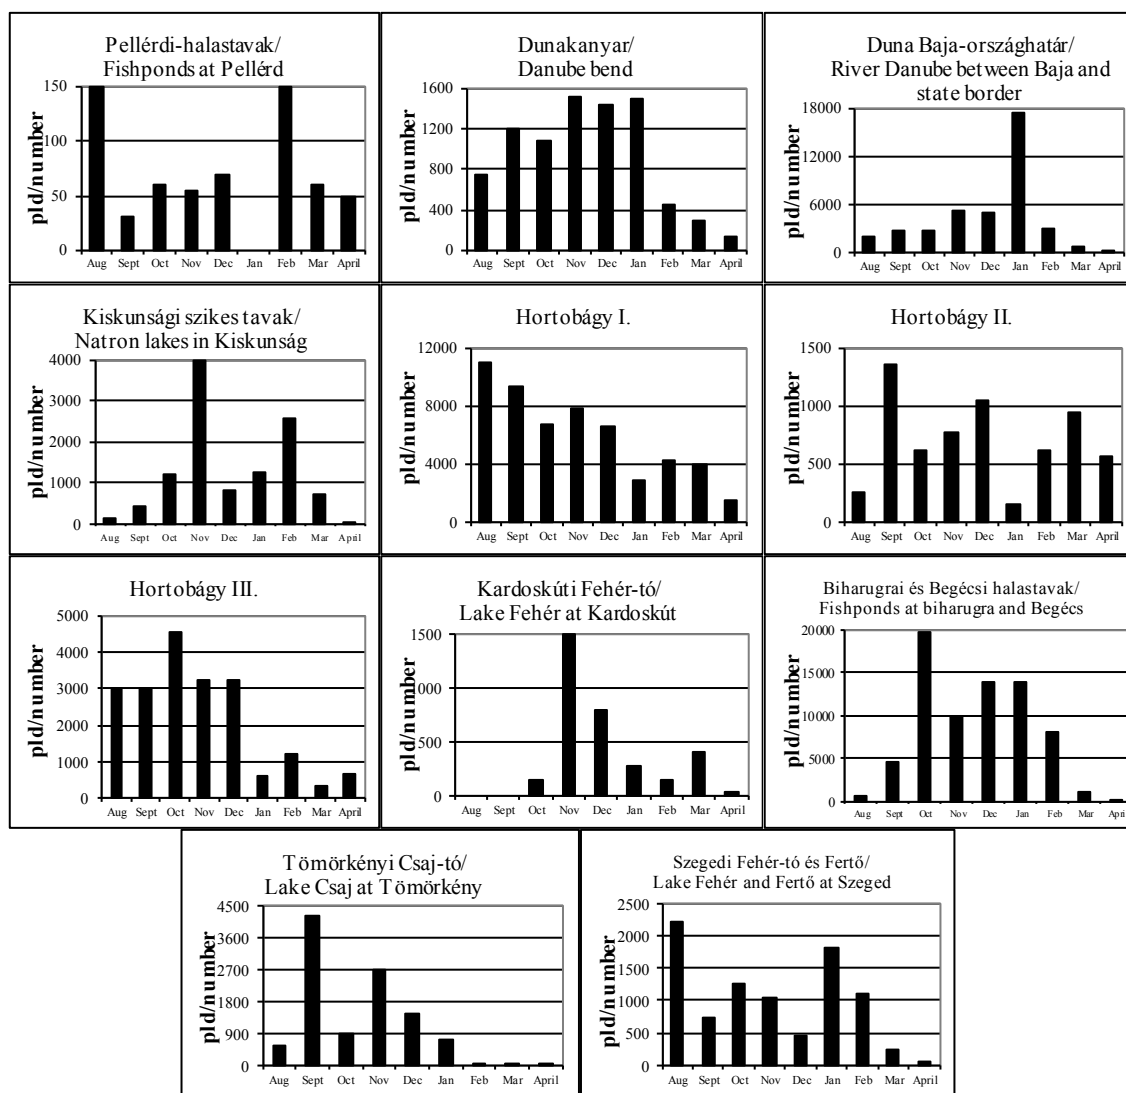 Pellérdi-halastavak/
Fishponds at Pellérd
pld/number
150
100
50
0
Aug Sept Oct Nov Dec Jan Feb Mar April
Dunakanyar/
Danube bend
pld/number
1600
1200
800
400
0
Aug Sept Oct Nov Dec Jan Feb Mar April
Duna Baja-országhatár/
River Danube between Baja and
state border
pld/number
18000
12000
6000
0
Aug Sept Oct Nov Dec Jan Feb Mar April
Kiskunsági szikes tavak/
Natron lakes in Kiskunság
pld/number
4000
3000
2000
1000
0
Aug Sept Oct Nov Dec Jan Feb Mar April
Hortobágy I.
pld/number
12000
8000
4000
0
Aug Sept Oct Nov Dec Jan Feb Mar April
Hortobágy II.
pld/number
1500
1000
500
0
Aug Sept Oct Nov Dec Jan Feb Mar April
Hortobágy III.
pld/number
5000
4000
3000
2000
1000
0
Aug Sept Oct Nov Dec Jan Feb Mar April
Kardoskúti Fehér-tó/
Lake Fehér at Kardoskút
pld/number
1500
1000
500
0
Aug Sept Oct Nov Dec Jan Feb Mar April
Biharugrai és Begécsi halastavak/
Fishponds at biharugra and Begécs
pld/number
20000
15000
10000
5000
0
Aug Sept Oct Nov Dec Jan Feb Mar April
Tömörkényi Csaj-tó/
Lake Csaj at Tömörkény
pld/number
4500
3600
2700
1800
900
0
Aug Sept Oct Nov Dec Jan Feb Mar April
Szegedi Fehér-tó és Fertő/
Lake Fehér and Fertő at Szeged
pld/number
2500
2000
1500
1000
500
0
Aug Sept Oct Nov Dec Jan Feb Mar April